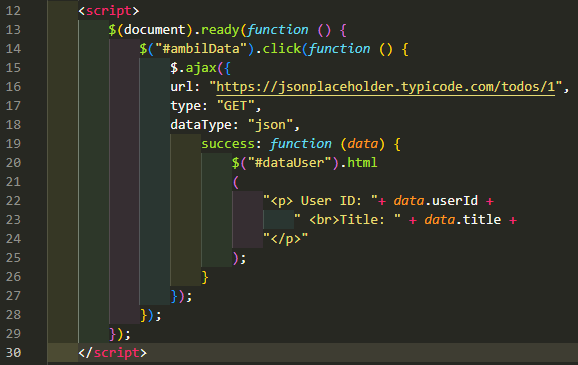 12 <script>
13 $(document).ready(function () {
14 $("#ambilData").click(function () {
15 $.ajax({
16 url: "https://jsonplaceholder.typicode.com/todos/1",
17 type: "GET",
18 dataType: "json",
19 success: function (data) {
20 $("#dataUser").html
21 (
22 "<p> User ID: "+ data.userId +
23 " <br>Title: " + data.title +
24 "</p>"
25 );
26 }
27 });
28 });
29 });
30 </script>